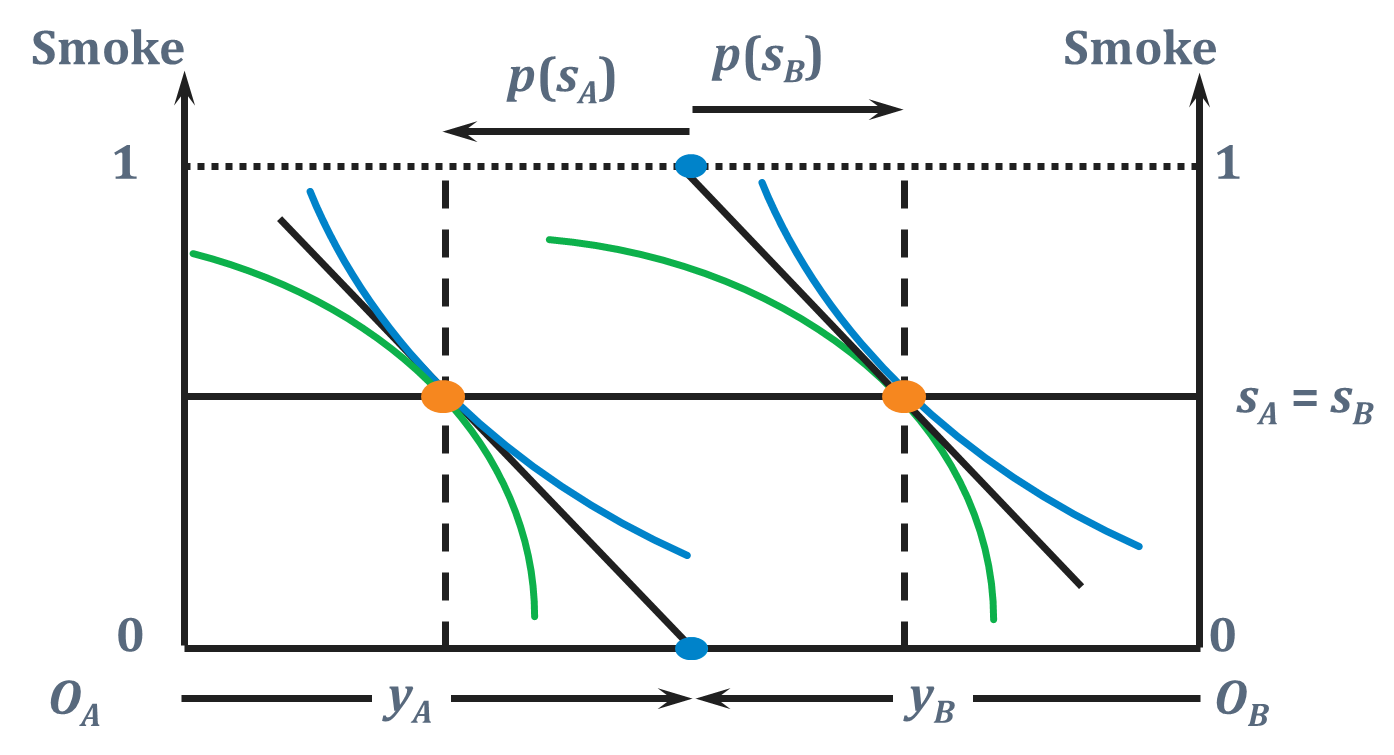 Smoke
Smoke
p(s_A)
p(s_B)
1
1
s_A = s_B
0
0
O_A
y_A
y_B
O_B